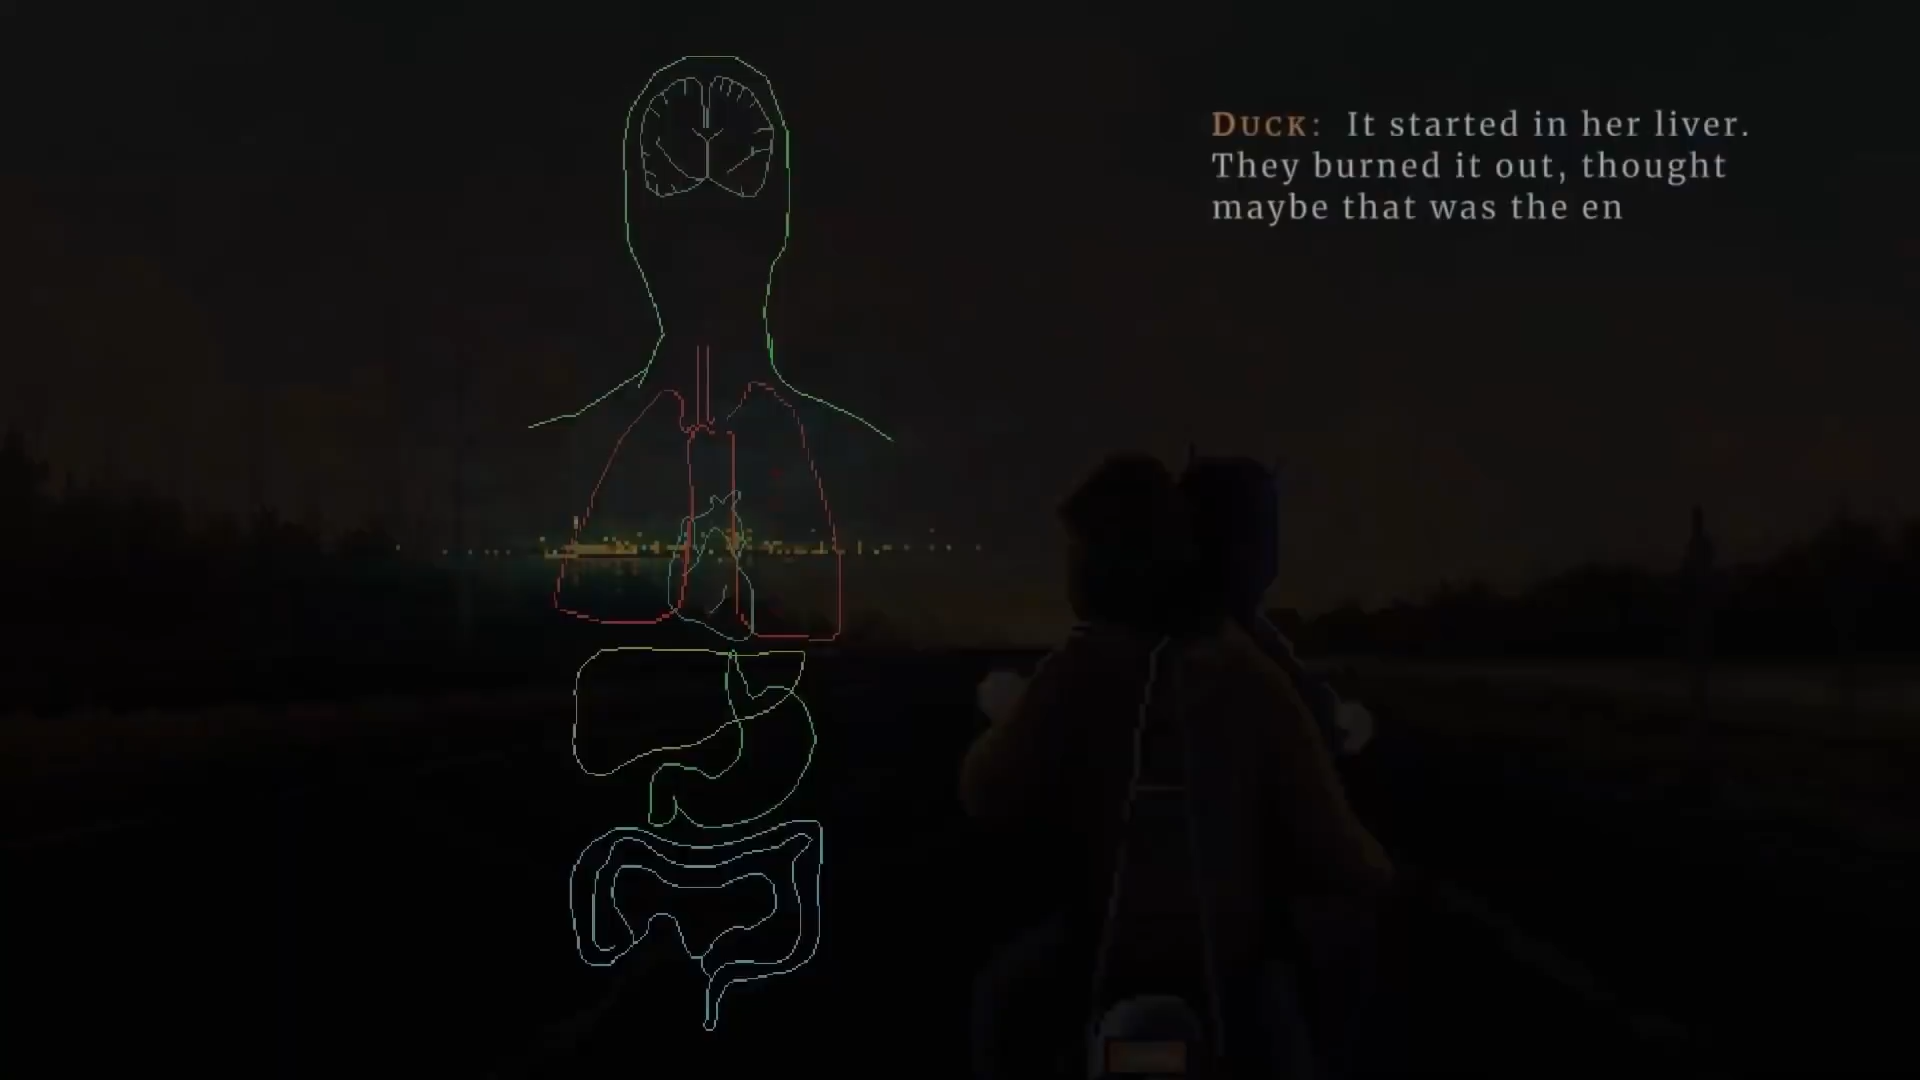 DUCK: It started in her liver.
They burned it out, thought
maybe that was the en